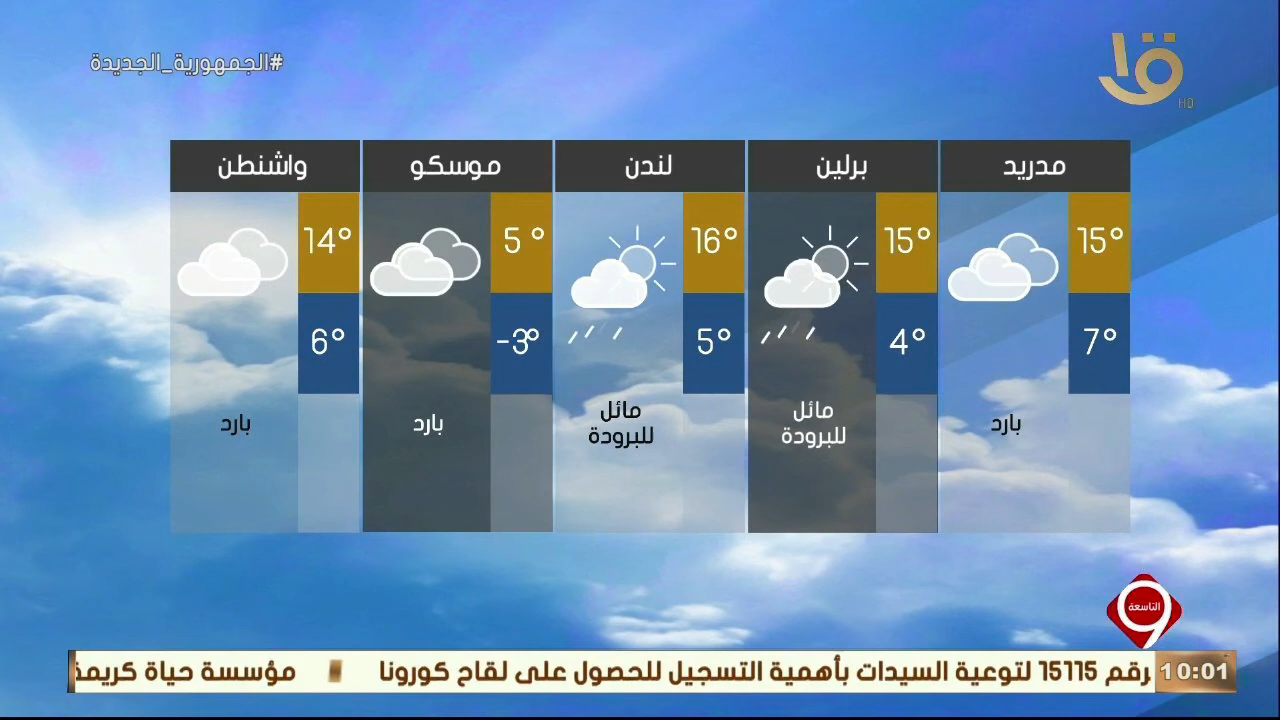 #الجمهورية_الجديدة
HD
مدريد
15°
7°
بارد
برلين
15°
4°
مائل
للبرودة
لندن
16°
5°
مائل
للبرودة
موسكو
5°
-3°
بارد
واشنطن
14°
6°
بارد
التاسعة
9
10:01
رقم 15115 لتوعية السيدات بأهمية التسجيل للحصول على لقاح كورونا
مؤسسة حياة كريمة